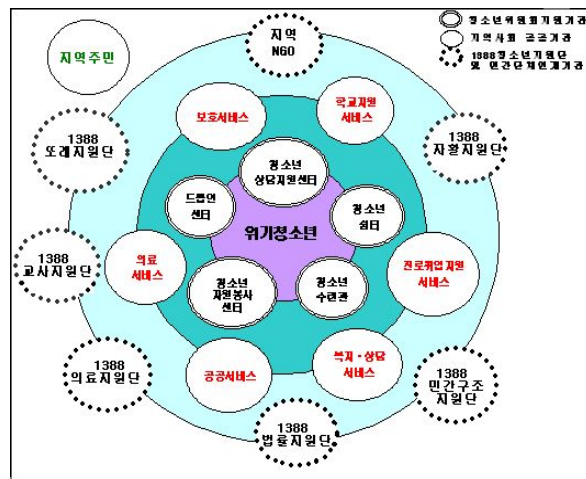 청소년위원회지원기관
지역사회 공공기관
1388청소년지원단
및 민간단체연계기관
지역주민
지역
NGO
보호서비스
학교지원
서비스
1388
또래지원단
1388
자활지원단
청소년
상담지원센터
드롭인
센터
청소년
쉼터
위기청소년
1388
교사지원단
의료
서비스
진로취업지원
서비스
청소년
자원봉사
센터
청소년
수련관
1388
의료지원단
공공서비스
복지·상담
서비스
1388
민간구조
지원단
1388
법률지원단